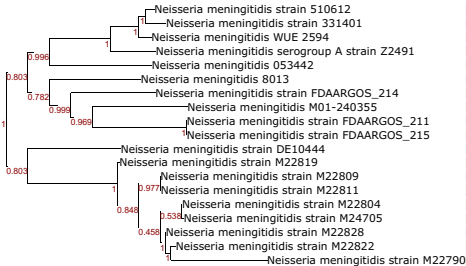 Neisseria meningitidis strain 510612
1
Neisseria meningitidis strain 331401
1
Neisseria meningitidis WUE 2594
1
Neisseria meningitidis serogroup A strain Z2491
0.996
Neisseria meningitidis 053442
0.803
Neisseria meningitidis 8013
0.782
Neisseria meningitidis strain FDAARGOS_214
0.999
Neisseria meningitidis M01-240355
0.969
Neisseria meningitidis strain FDAARGOS_211
1
Neisseria meningitidis strain FDAARGOS_215
1
Neisseria meningitidis strain DE10444
0.803
Neisseria meningitidis strain M22819
1
Neisseria meningitidis strain M22809
0.977
Neisseria meningitidis strain M22811
0.848
Neisseria meningitidis strain M22804
0.538
Neisseria meningitidis strain M24705
0.458
Neisseria meningitidis strain M22828
1
Neisseria meningitidis strain M22822
1
Neisseria meningitidis strain M22790